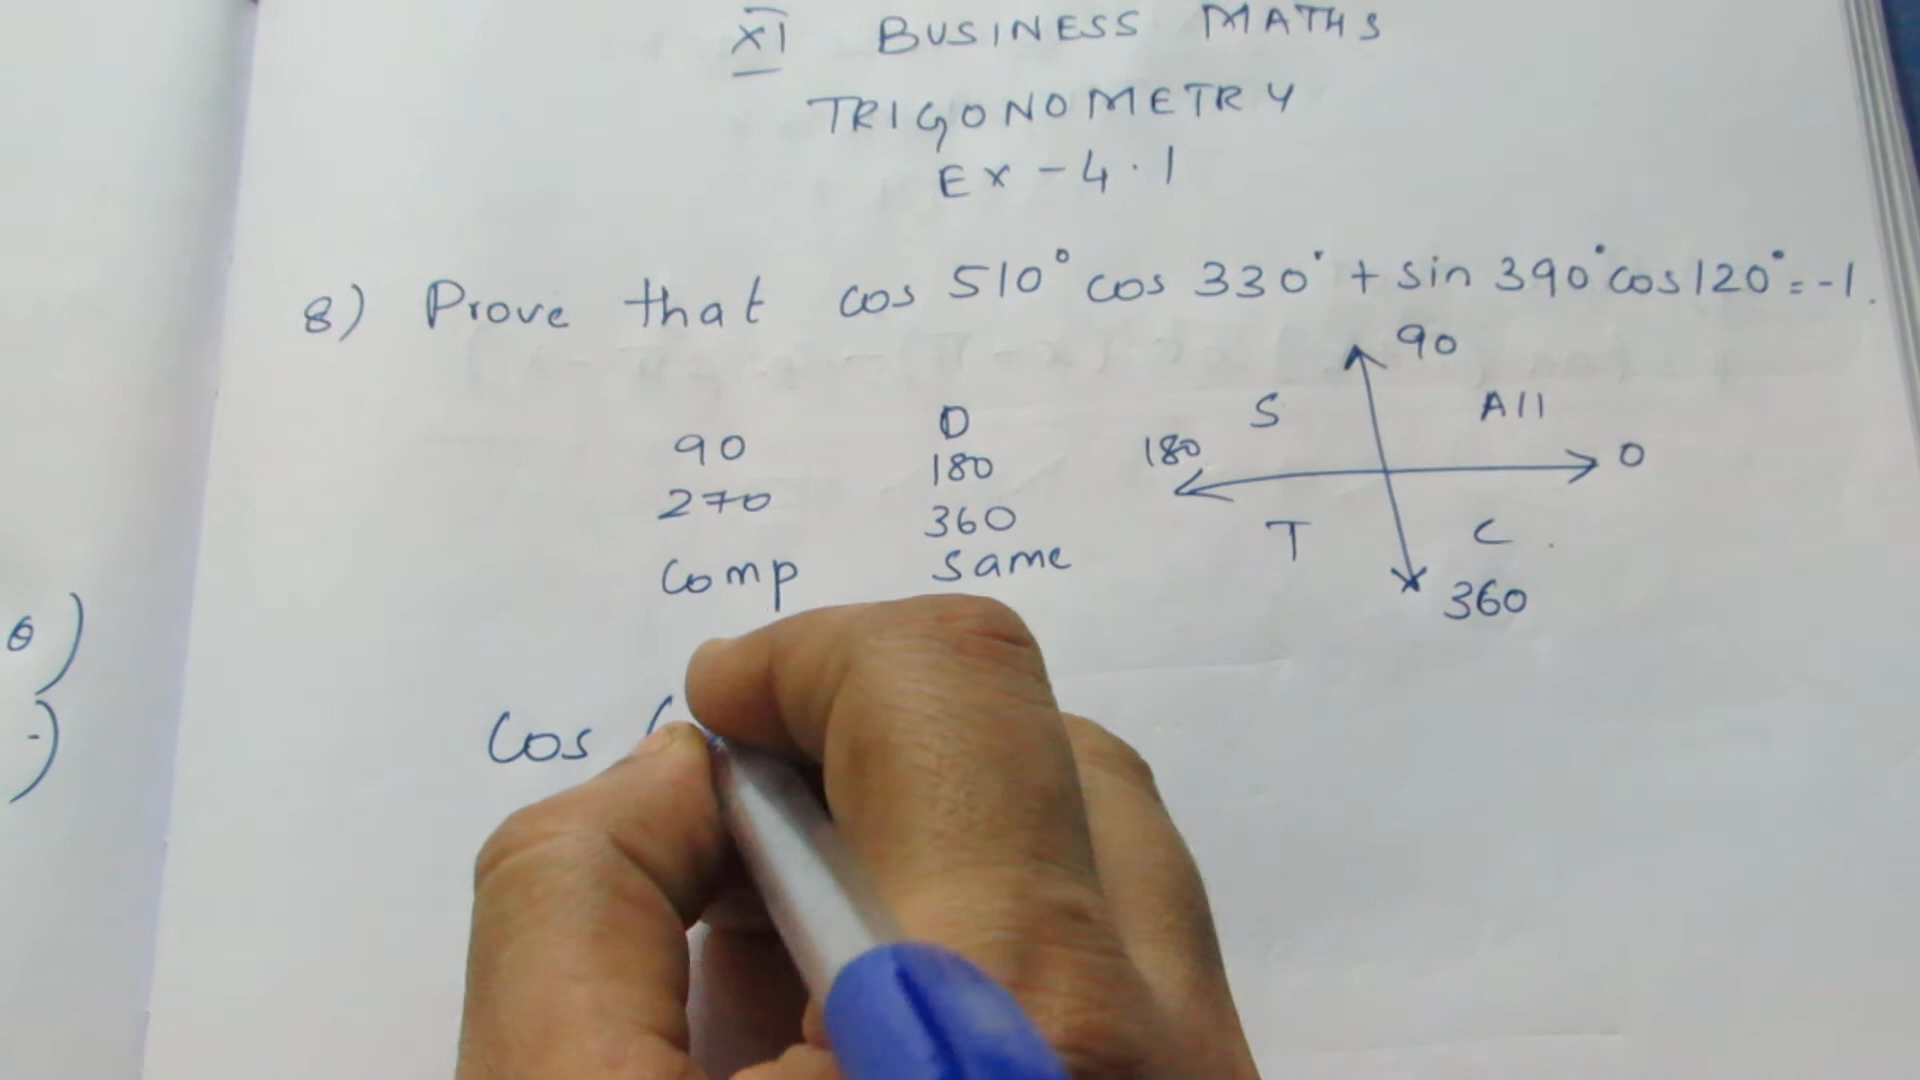 XI BUSINESS MATHS
TRIGONOMETRY
Ex - 4.1
8) Prove that cos 510° cos 330° + sin 390° cos 120° = -1.
90
S All
180 0
T C
360
90 0
270 180
Comp 360
same
cos (
θ)
-)